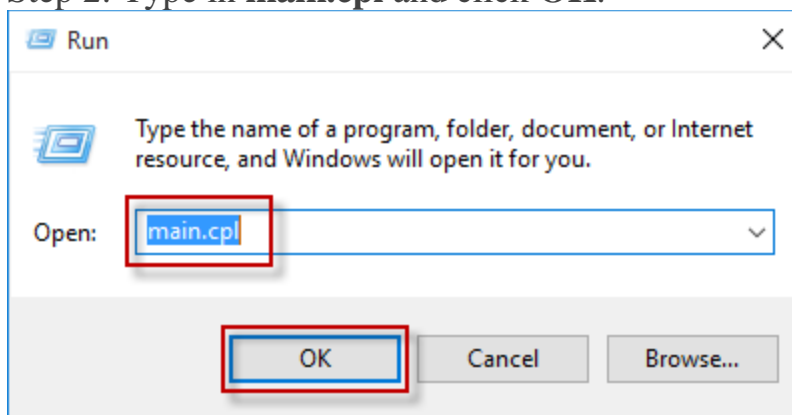 Step 2: Type in main.cpl and click OK.
Run
Type the name of a program, folder, document, or Internet
resource, and Windows will open it for you.
Open: main.cpl
OK Cancel Browse...